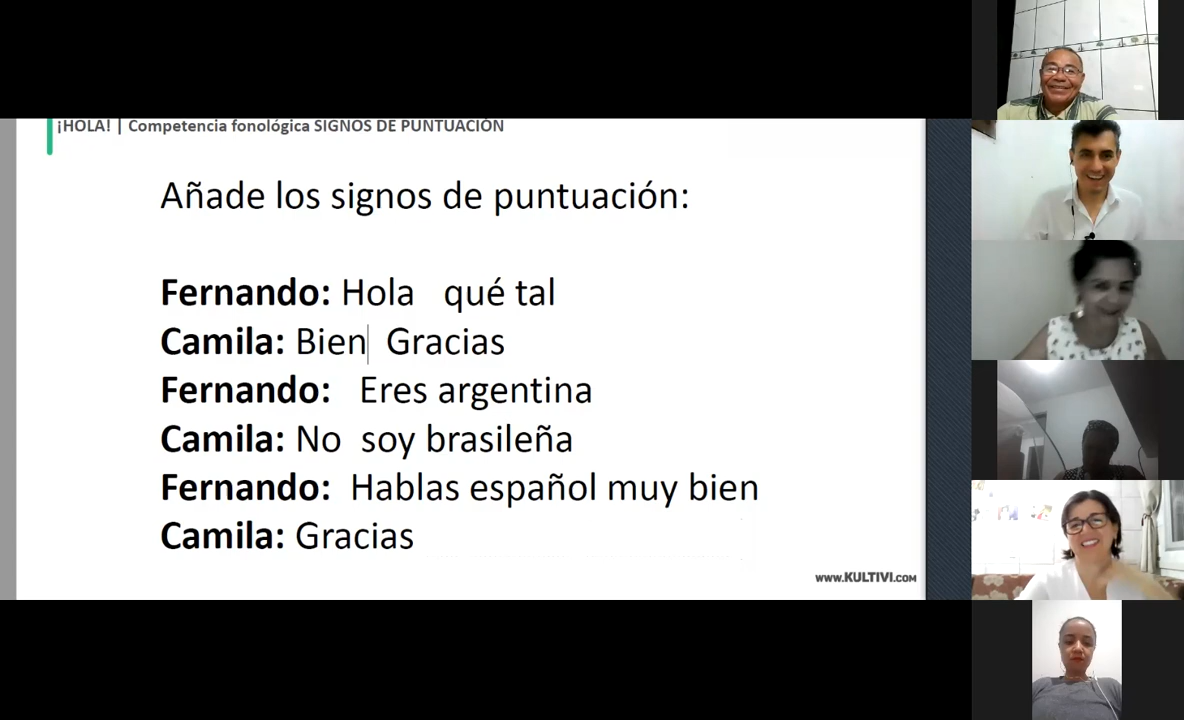 ¡HOLA! | Competencia fonológica SIGNOS DE PUNTUACIÓN
Añade los signos de puntuación:
Fernando: Hola qué tal
Camila: Bien Gracias
Fernando: Eres argentina
Camila: No soy brasileña
Fernando: Hablas español muy bien
Camila: Gracias
www.KULTIVI.COM